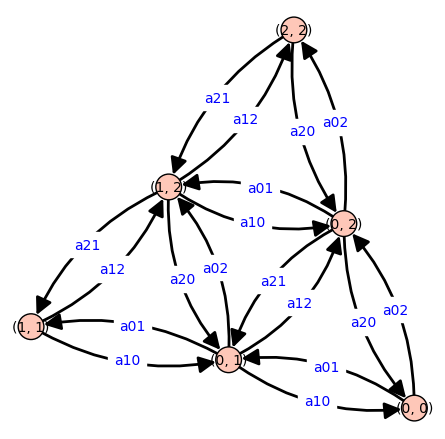 (2, 2)
a21
a12
a20
a02
(1, 2)
a01
a10
(0, 2)
a21
a12
a20
a02
a21
a12
a20
a02
(1, 1)
a01
a10
(0, 1)
a01
a10
(0, 0)